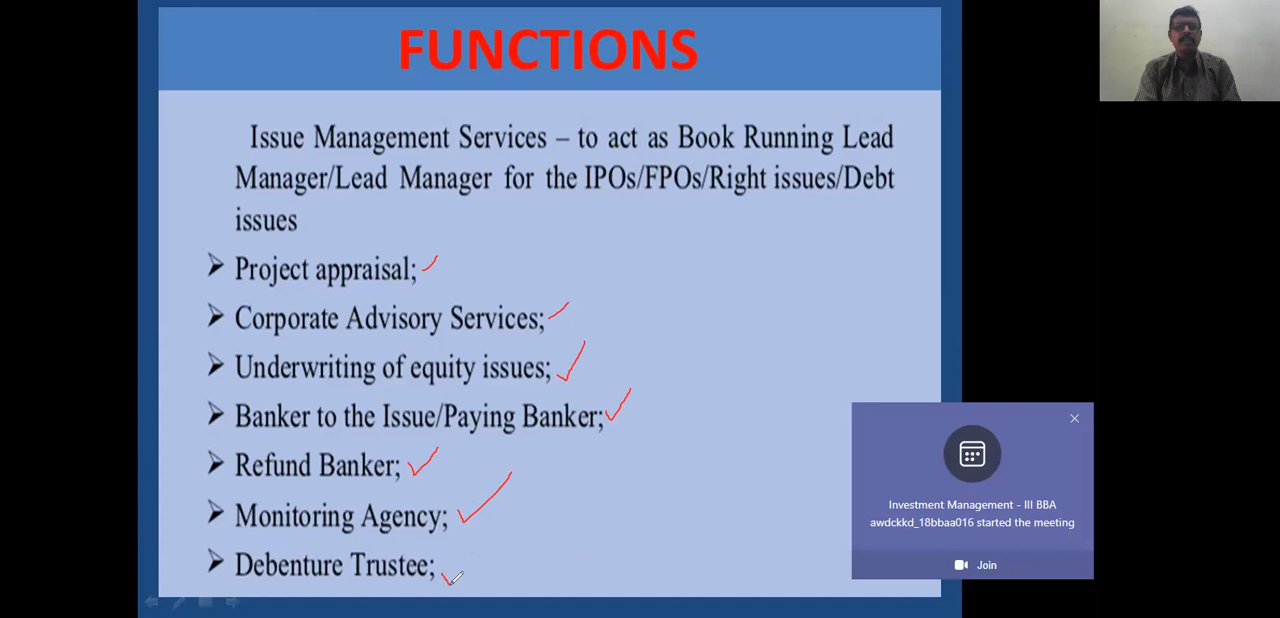 FUNCTIONS
Issue Management Services – to act as Book Running Lead
Manager/Lead Manager for the IPOs/FPOs/Right issues/Debt
issues
Project appraisal;
Corporate Advisory Services;
Underwriting of equity issues;
Banker to the Issue/Paying Banker;
Refund Banker;
Monitoring Agency;
Debenture Trustee;
Investment Management - III BBA
awdckkd_18bbaa016 started the meeting
Join